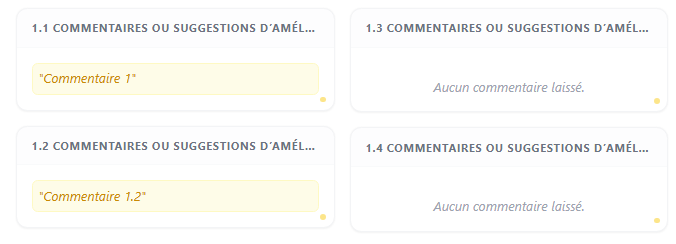 1.1 COMMENTAIRES OU SUGGESTIONS D'AMÉL...
"Commentaire 1"
1.2 COMMENTAIRES OU SUGGESTIONS D'AMÉL...
"Commentaire 1.2"
1.3 COMMENTAIRES OU SUGGESTIONS D'AMÉL...
Aucun commentaire laissé.
1.4 COMMENTAIRES OU SUGGESTIONS D'AMÉL...
Aucun commentaire laissé.